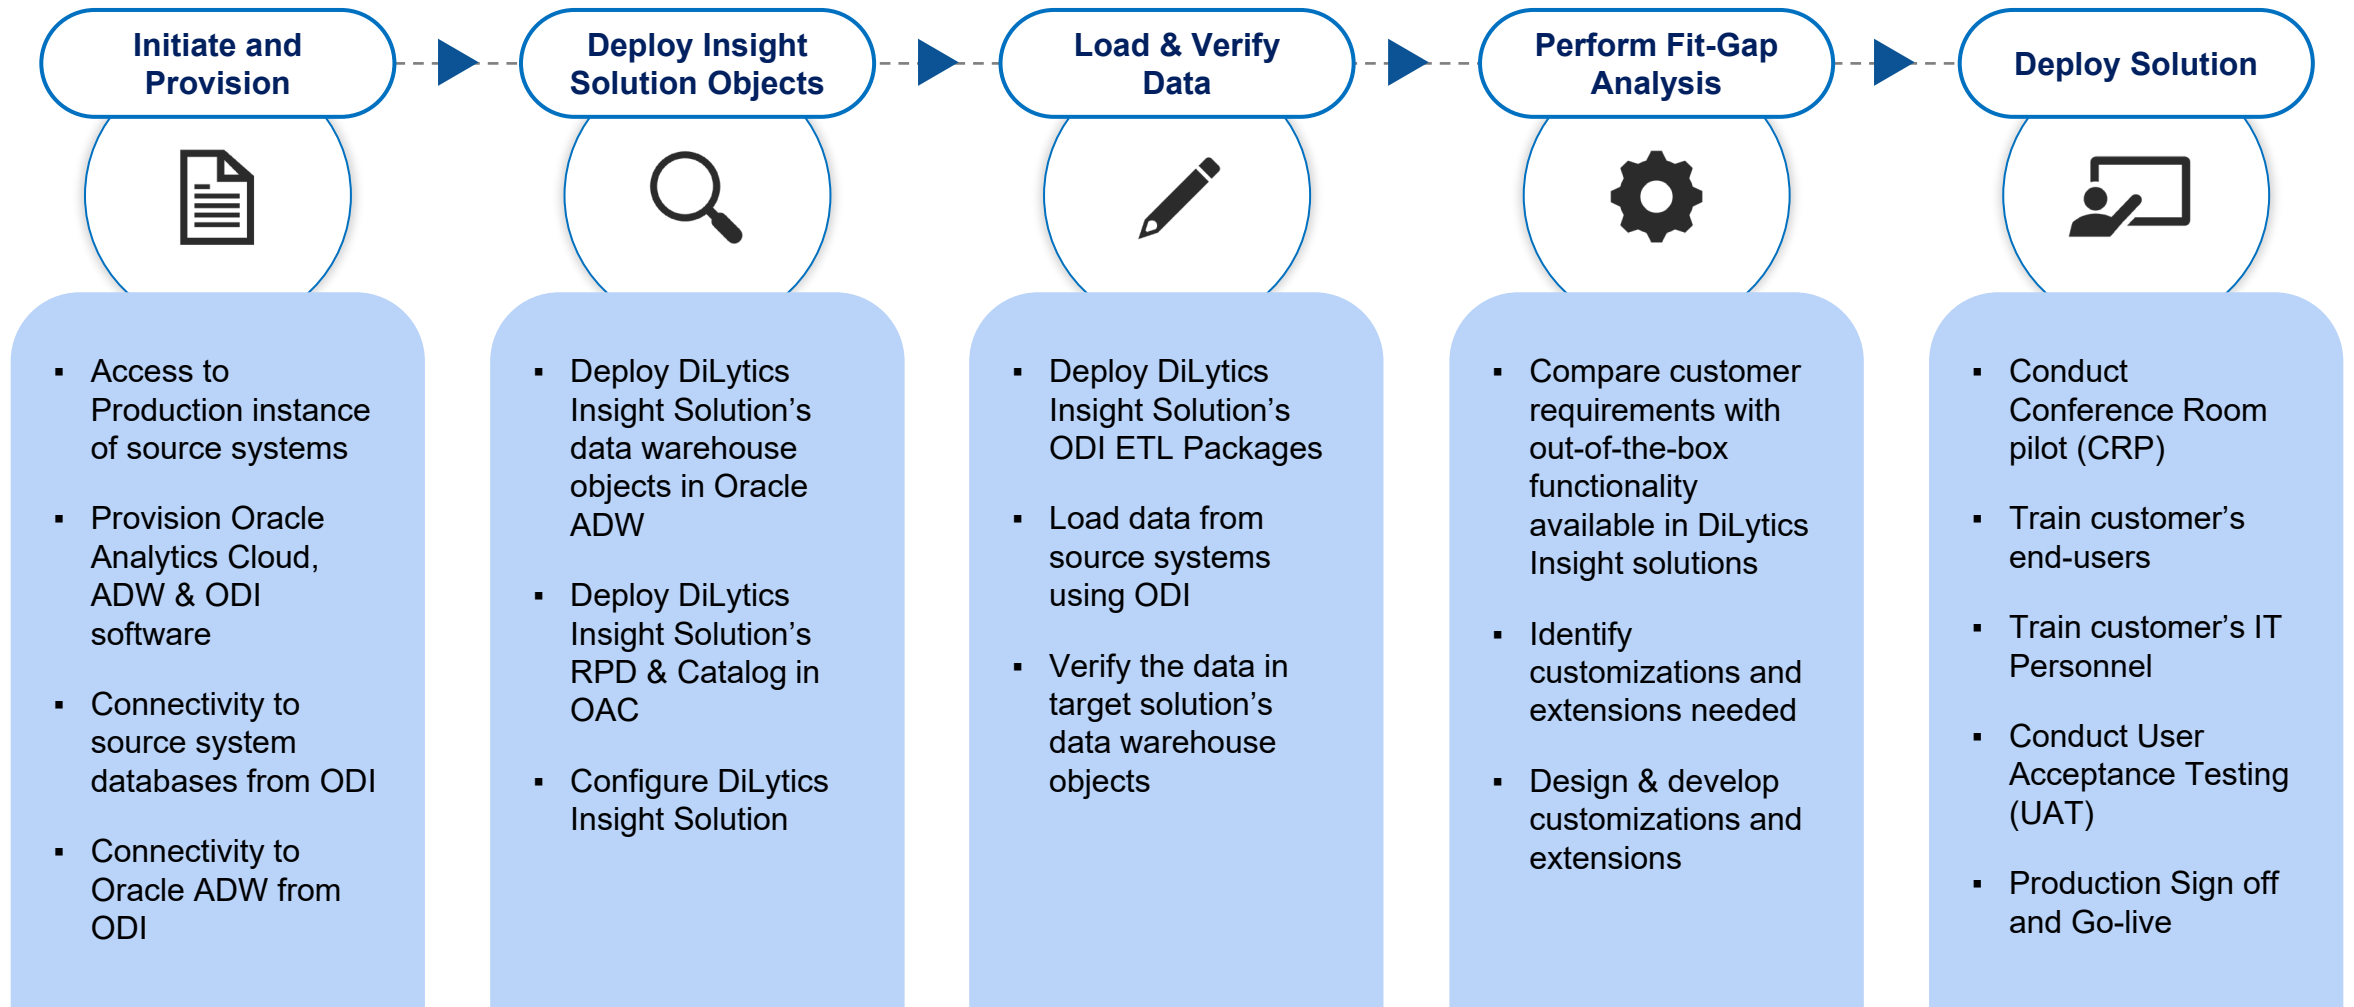 Initiate and
Provision
Deploy Insight
Solution Objects
Load & Verify
Data
Perform Fit-Gap
Analysis
Deploy Solution
▪ Access to
Production instance
of source systems
▪ Provision Oracle
Analytics Cloud,
ADW & ODI
software
▪ Connectivity to
source system
databases from ODI
▪ Connectivity to
Oracle ADW from
ODI
▪ Deploy DiLytics
Insight Solution’s
data warehouse
objects in Oracle
ADW
▪ Deploy DiLytics
Insight Solution’s
RPD & Catalog in
OAC
▪ Configure DiLytics
Insight Solution
▪ Deploy DiLytics
Insight Solution’s
ODI ETL Packages
▪ Load data from
source systems
using ODI
▪ Verify the data in
target solution’s
data warehouse
objects
▪ Compare customer
requirements with
out-of-the-box
functionality
available in DiLytics
Insight solutions
▪ Identify
customizations and
extensions needed
▪ Design & develop
customizations and
extensions
▪ Conduct
Conference Room
pilot (CRP)
▪ Train customer’s
end-users
▪ Train customer’s IT
Personnel
▪ Conduct User
Acceptance Testing
(UAT)
▪ Production Sign off
and Go-live